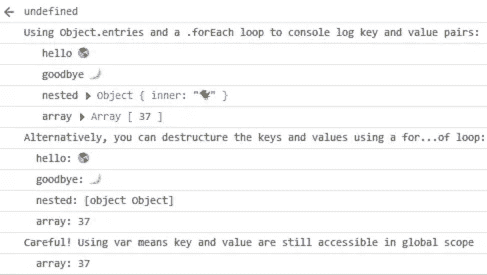 ← undefined
Using Object.entries and a .forEach loop to console log key and value pairs:
hello 🌎
goodbye 🌙
nested ▶ Object { inner: "🐦" }
array ▶ Array [ 37 ]
Alternatively, you can destructure the keys and values using a for...of loop:
hello: 🌎
goodbye: 🌙
nested: [object Object]
array: 37
Careful! Using var means key and value are still accessible in global scope
array: 37